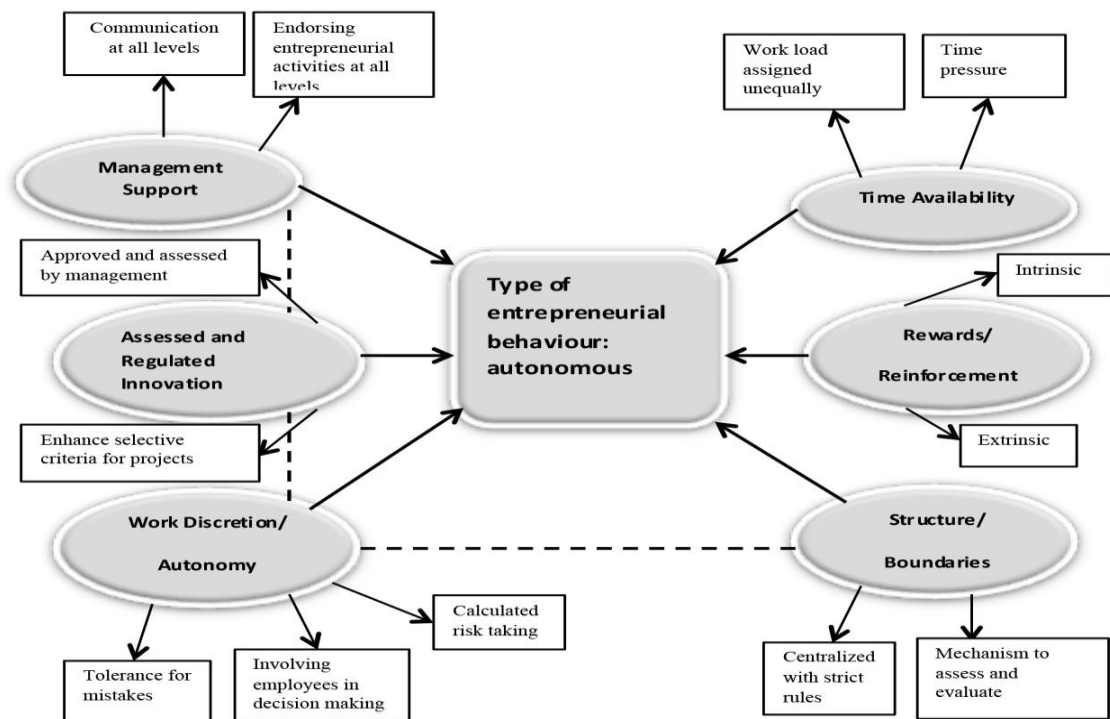 Communication
at all levels
Endorsing
entrepreneurial
activities at all
levels
Work load
assigned
unequally
Time
pressure
Management
Support
Time Availability
Approved and assessed
by management
Type of
entrepreneurial
behaviour:
autonomous
Intrinsic
Assessed and
Regulated
Innovation
Rewards/
Reinforcement
Enhance selective
criteria for projects
Extrinsic
Work Discretion/
Autonomy
Structure/
Boundaries
Calculated
risk taking
Tolerance for
mistakes
Involving
employees in
decision making
Centralized
with strict
rules
Mechanism to
assess and
evaluate